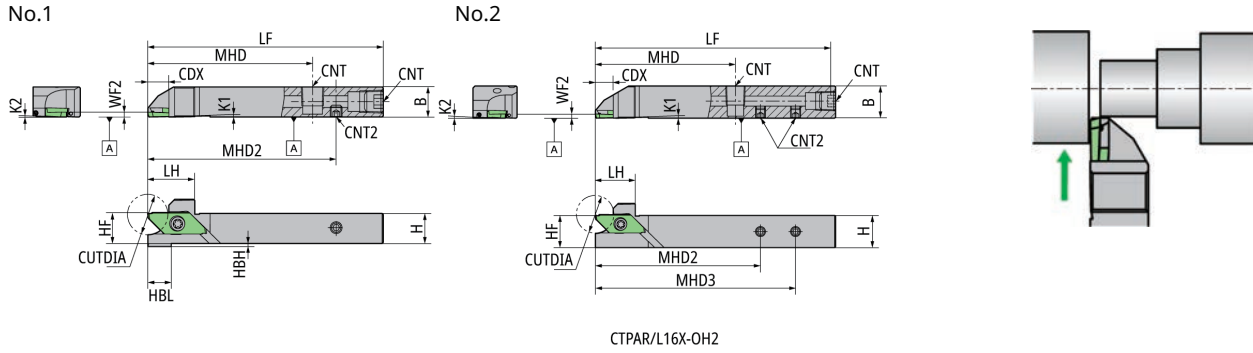 No.1
LF
MHD
CDX
CNT
CNT
WF2
K2
K1
B
A
A
CNT2
MHD2
LH
HF
H
CUTDIA
HBH
HBL
No.2
LF
MHD
CDX
CNT
CNT
WF2
K2
K1
B
A
A
CNT2
LH
HF
H
CUTDIA
MHD2
MHD3
CTPAR/L16X-OH2